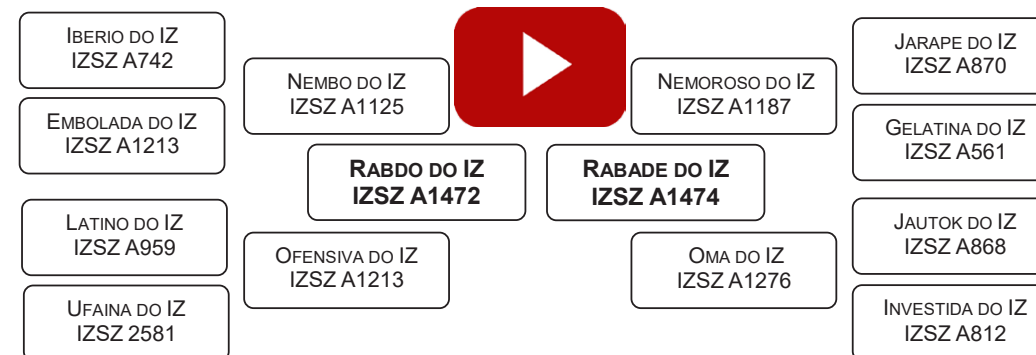 IBERIO DO IZ
IZSZ A742
EMBOLADA DO IZ
IZSZ A1213
LATINO DO IZ
IZSZ A959
UFAINA DO IZ
IZSZ 2581
NEMBO DO IZ
IZSZ A1125
OFENSIVA DO IZ
IZSZ A1213
RABDO DO IZ
IZSZ A1472
RABADE DO IZ
IZSZ A1474
NEMOROSO DO IZ
IZSZ A1187
OMA DO IZ
IZSZ A1276
JARAPE DO IZ
IZSZ A870
GELATINA DO IZ
IZSZ A561
JAUTOK DO IZ
IZSZ A868
INVESTIDA DO IZ
IZSZ A812